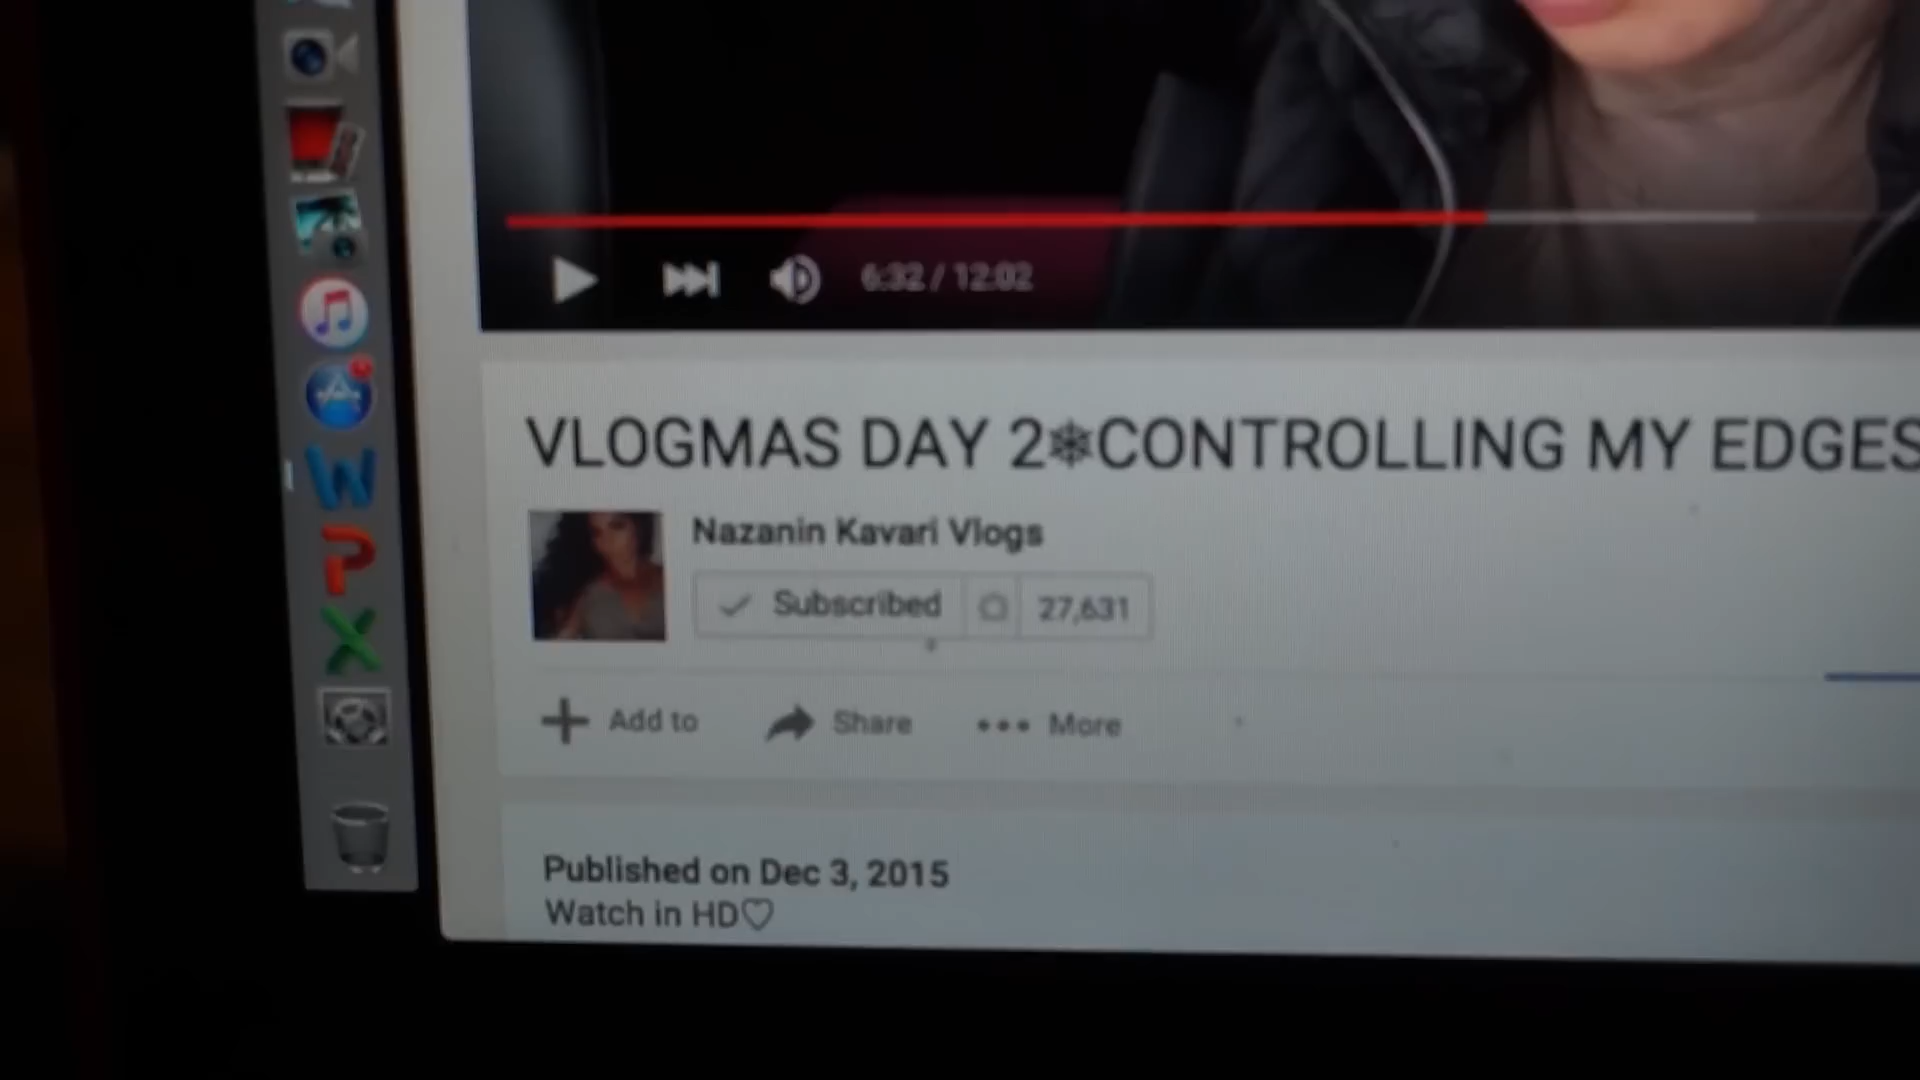 6:32 / 12:02
VLOGMAS DAY 2❄CONTROLLING MY EDGES
Nazanin Kavari Vlogs
Subscribed 27,631
Add to Share More
Published on Dec 3, 2015
Watch in HD♡